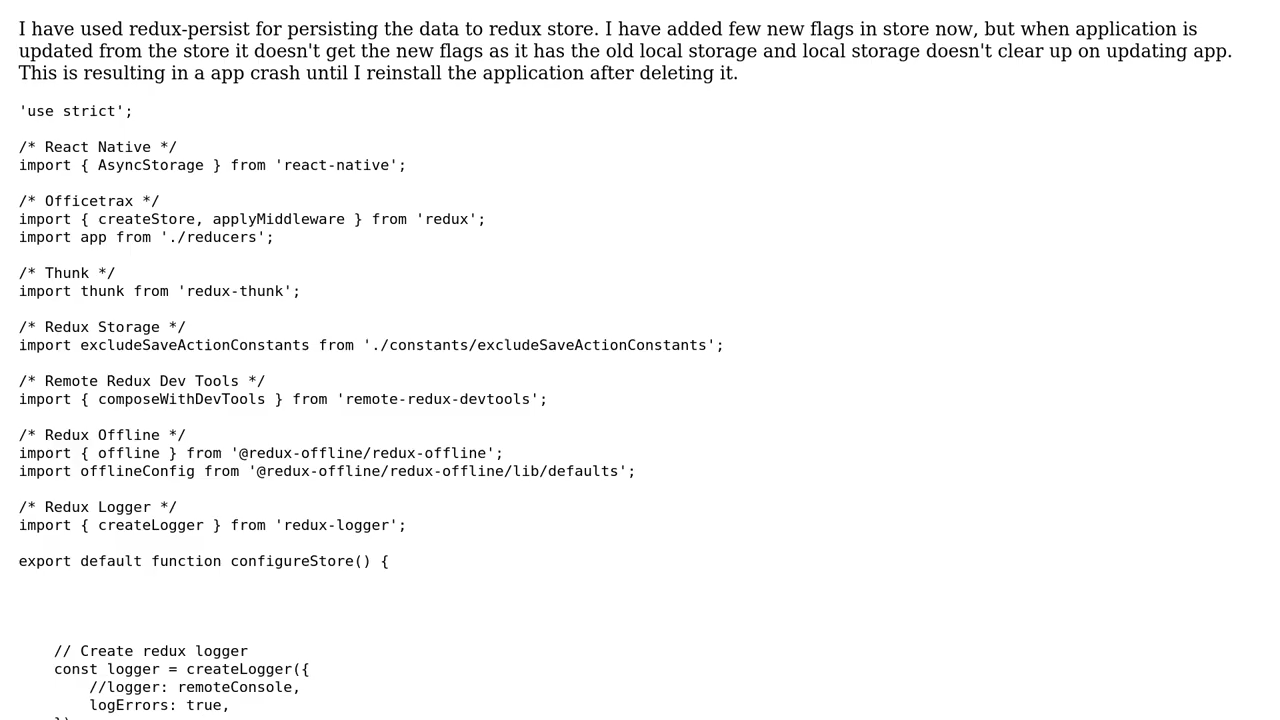 I have used redux-persist for persisting the data to redux store. I have added few new flags in store now, but when application is
updated from the store it doesn't get the new flags as it has the old local storage and local storage doesn't clear up on updating app.
This is resulting in a app crash until I reinstall the application after deleting it.
'use strict';
/* React Native */
import { AsyncStorage } from 'react-native';
/* Officetrax */
import { createStore, applyMiddleware } from 'redux';
import app from './reducers';
/* Thunk */
import thunk from 'redux-thunk';
/* Redux Storage */
import excludeSaveActionConstants from './constants/excludeSaveActionConstants';
/* Remote Redux Dev Tools */
import { composeWithDevTools } from 'remote-redux-devtools';
/* Redux Offline */
import { offline } from '@redux-offline/redux-offline';
import offlineConfig from '@redux-offline/redux-offline/lib/defaults';
/* Redux Logger */
import { createLogger } from 'redux-logger';
export default function configureStore() {
// Create redux logger
const logger = createLogger({
//logger: remoteConsole,
logErrors: true,